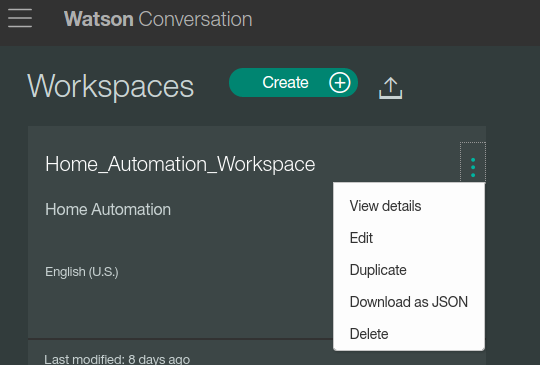 Watson Conversation
Workspaces
Create
Home_Automation_Workspace
Home Automation
English (U.S.)
View details
Edit
Duplicate
Download as JSON
Delete
Last modified: 8 days ago